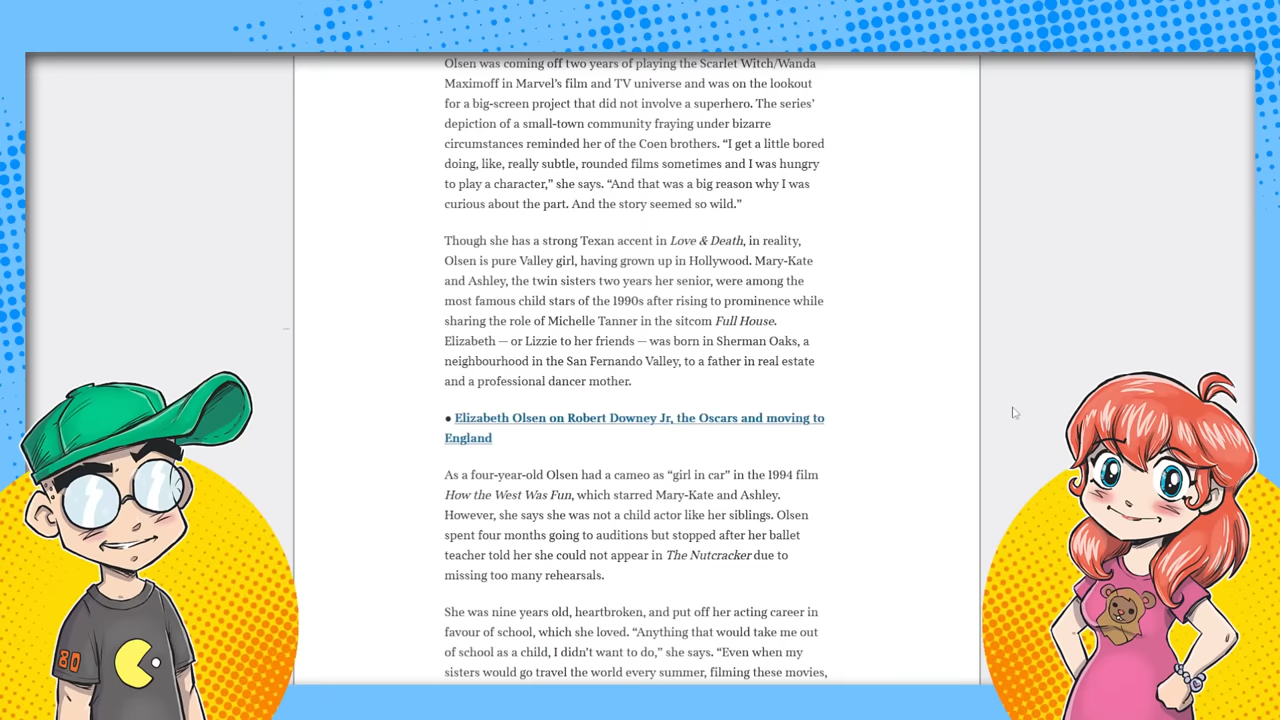 Olsen was coming off two years of playing the Scarlet Witch/Wanda
Maximoff in Marvel’s film and TV universe and was on the lookout
for a big-screen project that did not involve a superhero. The series’
depiction of a small-town community fraying under bizarre
circumstances reminded her of the Coen brothers. “I get a little bored
doing, like, really subtle, rounded films sometimes and I was hungry
to play a character,” she says. “And that was a big reason why I was
curious about the part. And the story seemed so wild.”
Though she has a strong Texan accent in Love & Death, in reality,
Olsen is pure Valley girl, having grown up in Hollywood. Mary-Kate
and Ashley, the twin sisters two years her senior, were among the
most famous child stars of the 1990s after rising to prominence while
sharing the role of Michelle Tanner in the sitcom Full House.
Elizabeth — or Lizzie to her friends — was born in Sherman Oaks, a
neighbourhood in the San Fernando Valley, to a father in real estate
and a professional dancer mother.
● Elizabeth Olsen on Robert Downey Jr, the Oscars and moving to
England
As a four-year-old Olsen had a cameo as “girl in car” in the 1994 film
How the West Was Fun, which starred Mary-Kate and Ashley.
However, she says she was not a child actor like her siblings. Olsen
spent four months going to auditions but stopped after her ballet
teacher told her she could not appear in The Nutcracker due to
missing too many rehearsals.
She was nine years old, heartbroken, and put off her acting career in
favour of school, which she loved. “Anything that would take me out
of school as a child, I didn’t want to do,” she says. “Even when my
sisters would go travel the world every summer, filming these movies,
80